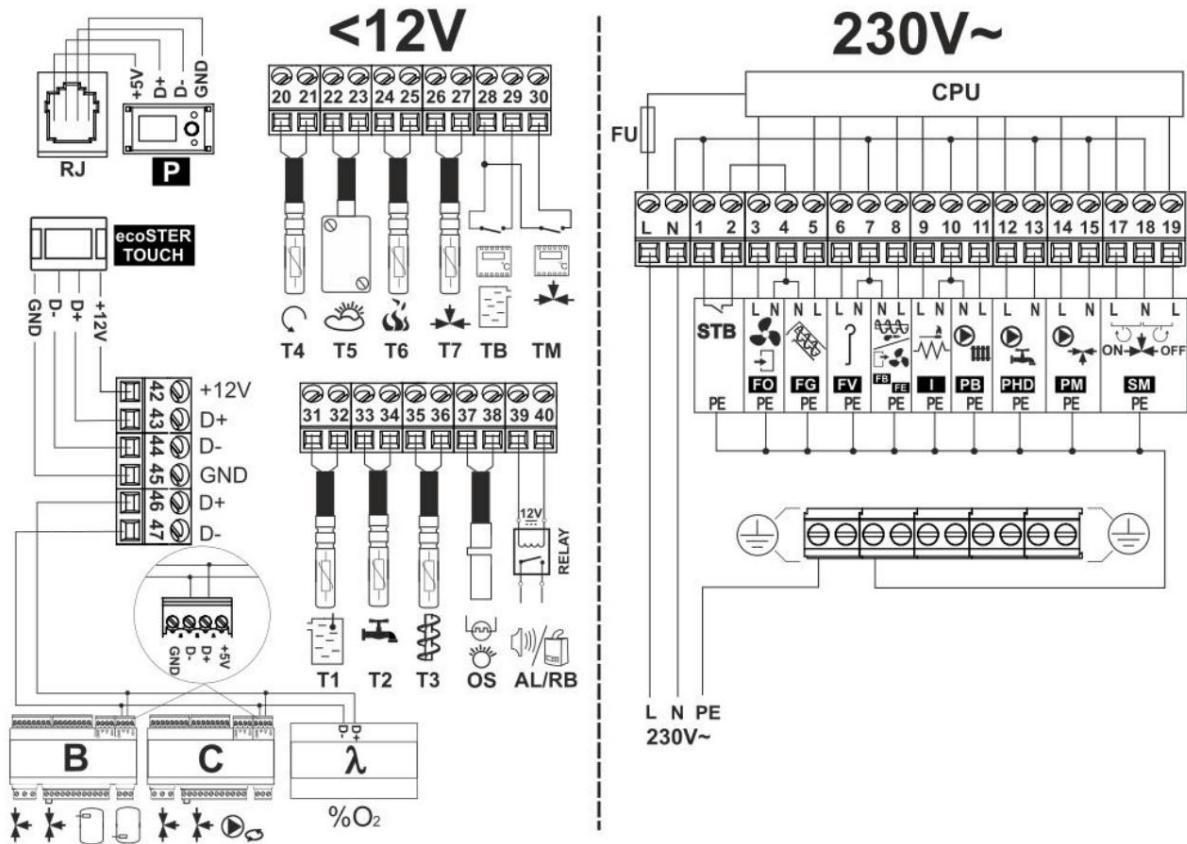 <12V
230V~
+5V
D+
D-
GND
RJ
P
ecoSTER
TOUCH
GND
D-
D+
+12V
20 21 22 23 24 25 26 27 28 29 30
°C
°C
T4 T5 T6 T7 TB TM
42 +12V
43 D+
44 D-
45 GND
46 D+
47 D-
31 32 33 34 35 36 37 38 39 40
12V
RELAY
T1 T2 T3 OS AL/RB
GND
D-
D+
+5V
B
C
D-
D+
λ
%O2
CPU
FU
L N 1 2 3 4 5 6 7 8 9 10 11 12 13 14 15 17 18 19
STB
L N N L L N N L L N N L L N L N L N L
ON OFF
FO FG FV FB FE I PB PHD PM SM
PE PE PE PE PE PE PE PE PE PE
L N PE
230V~